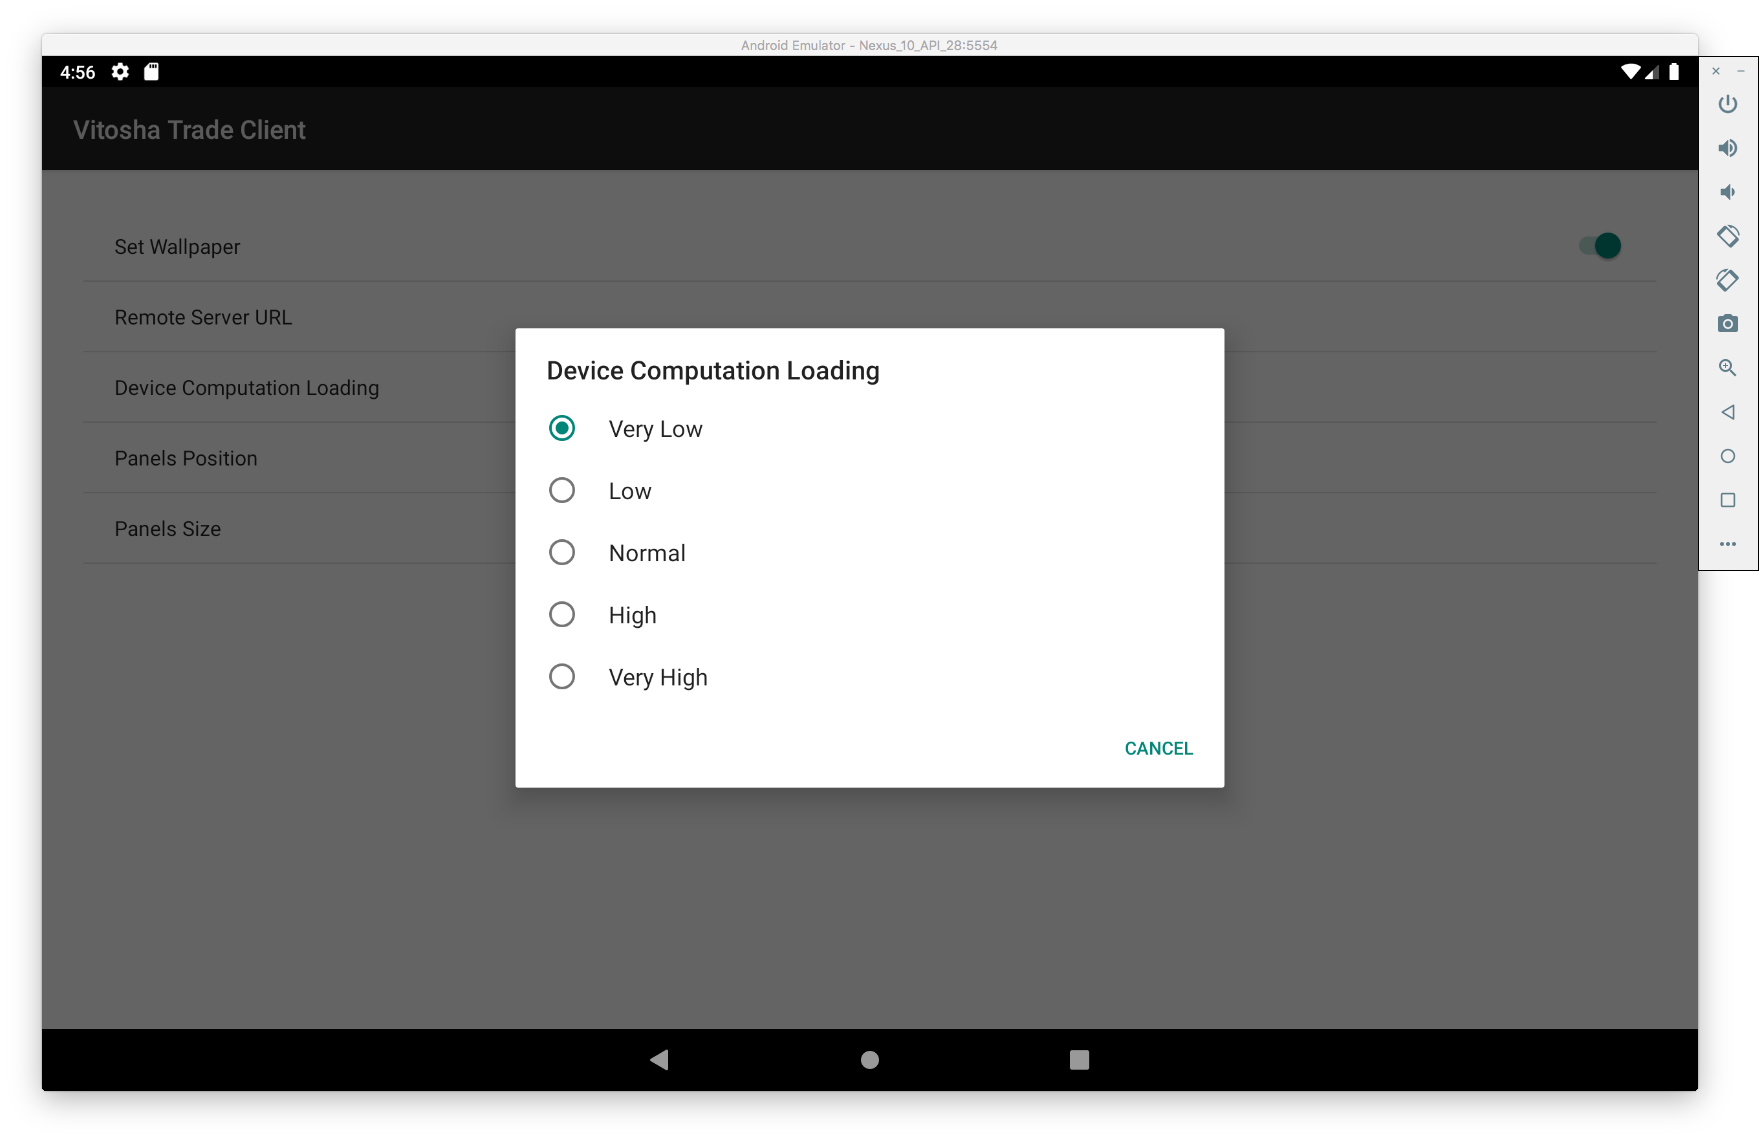 Android Emulator - Nexus_10_API_28:5554
4:56
Vitosha Trade Client
Set Wallpaper
Remote Server URL
Device Computation Loading
Panels Position
Panels Size
Device Computation Loading
Very Low
Low
Normal
High
Very High
CANCEL